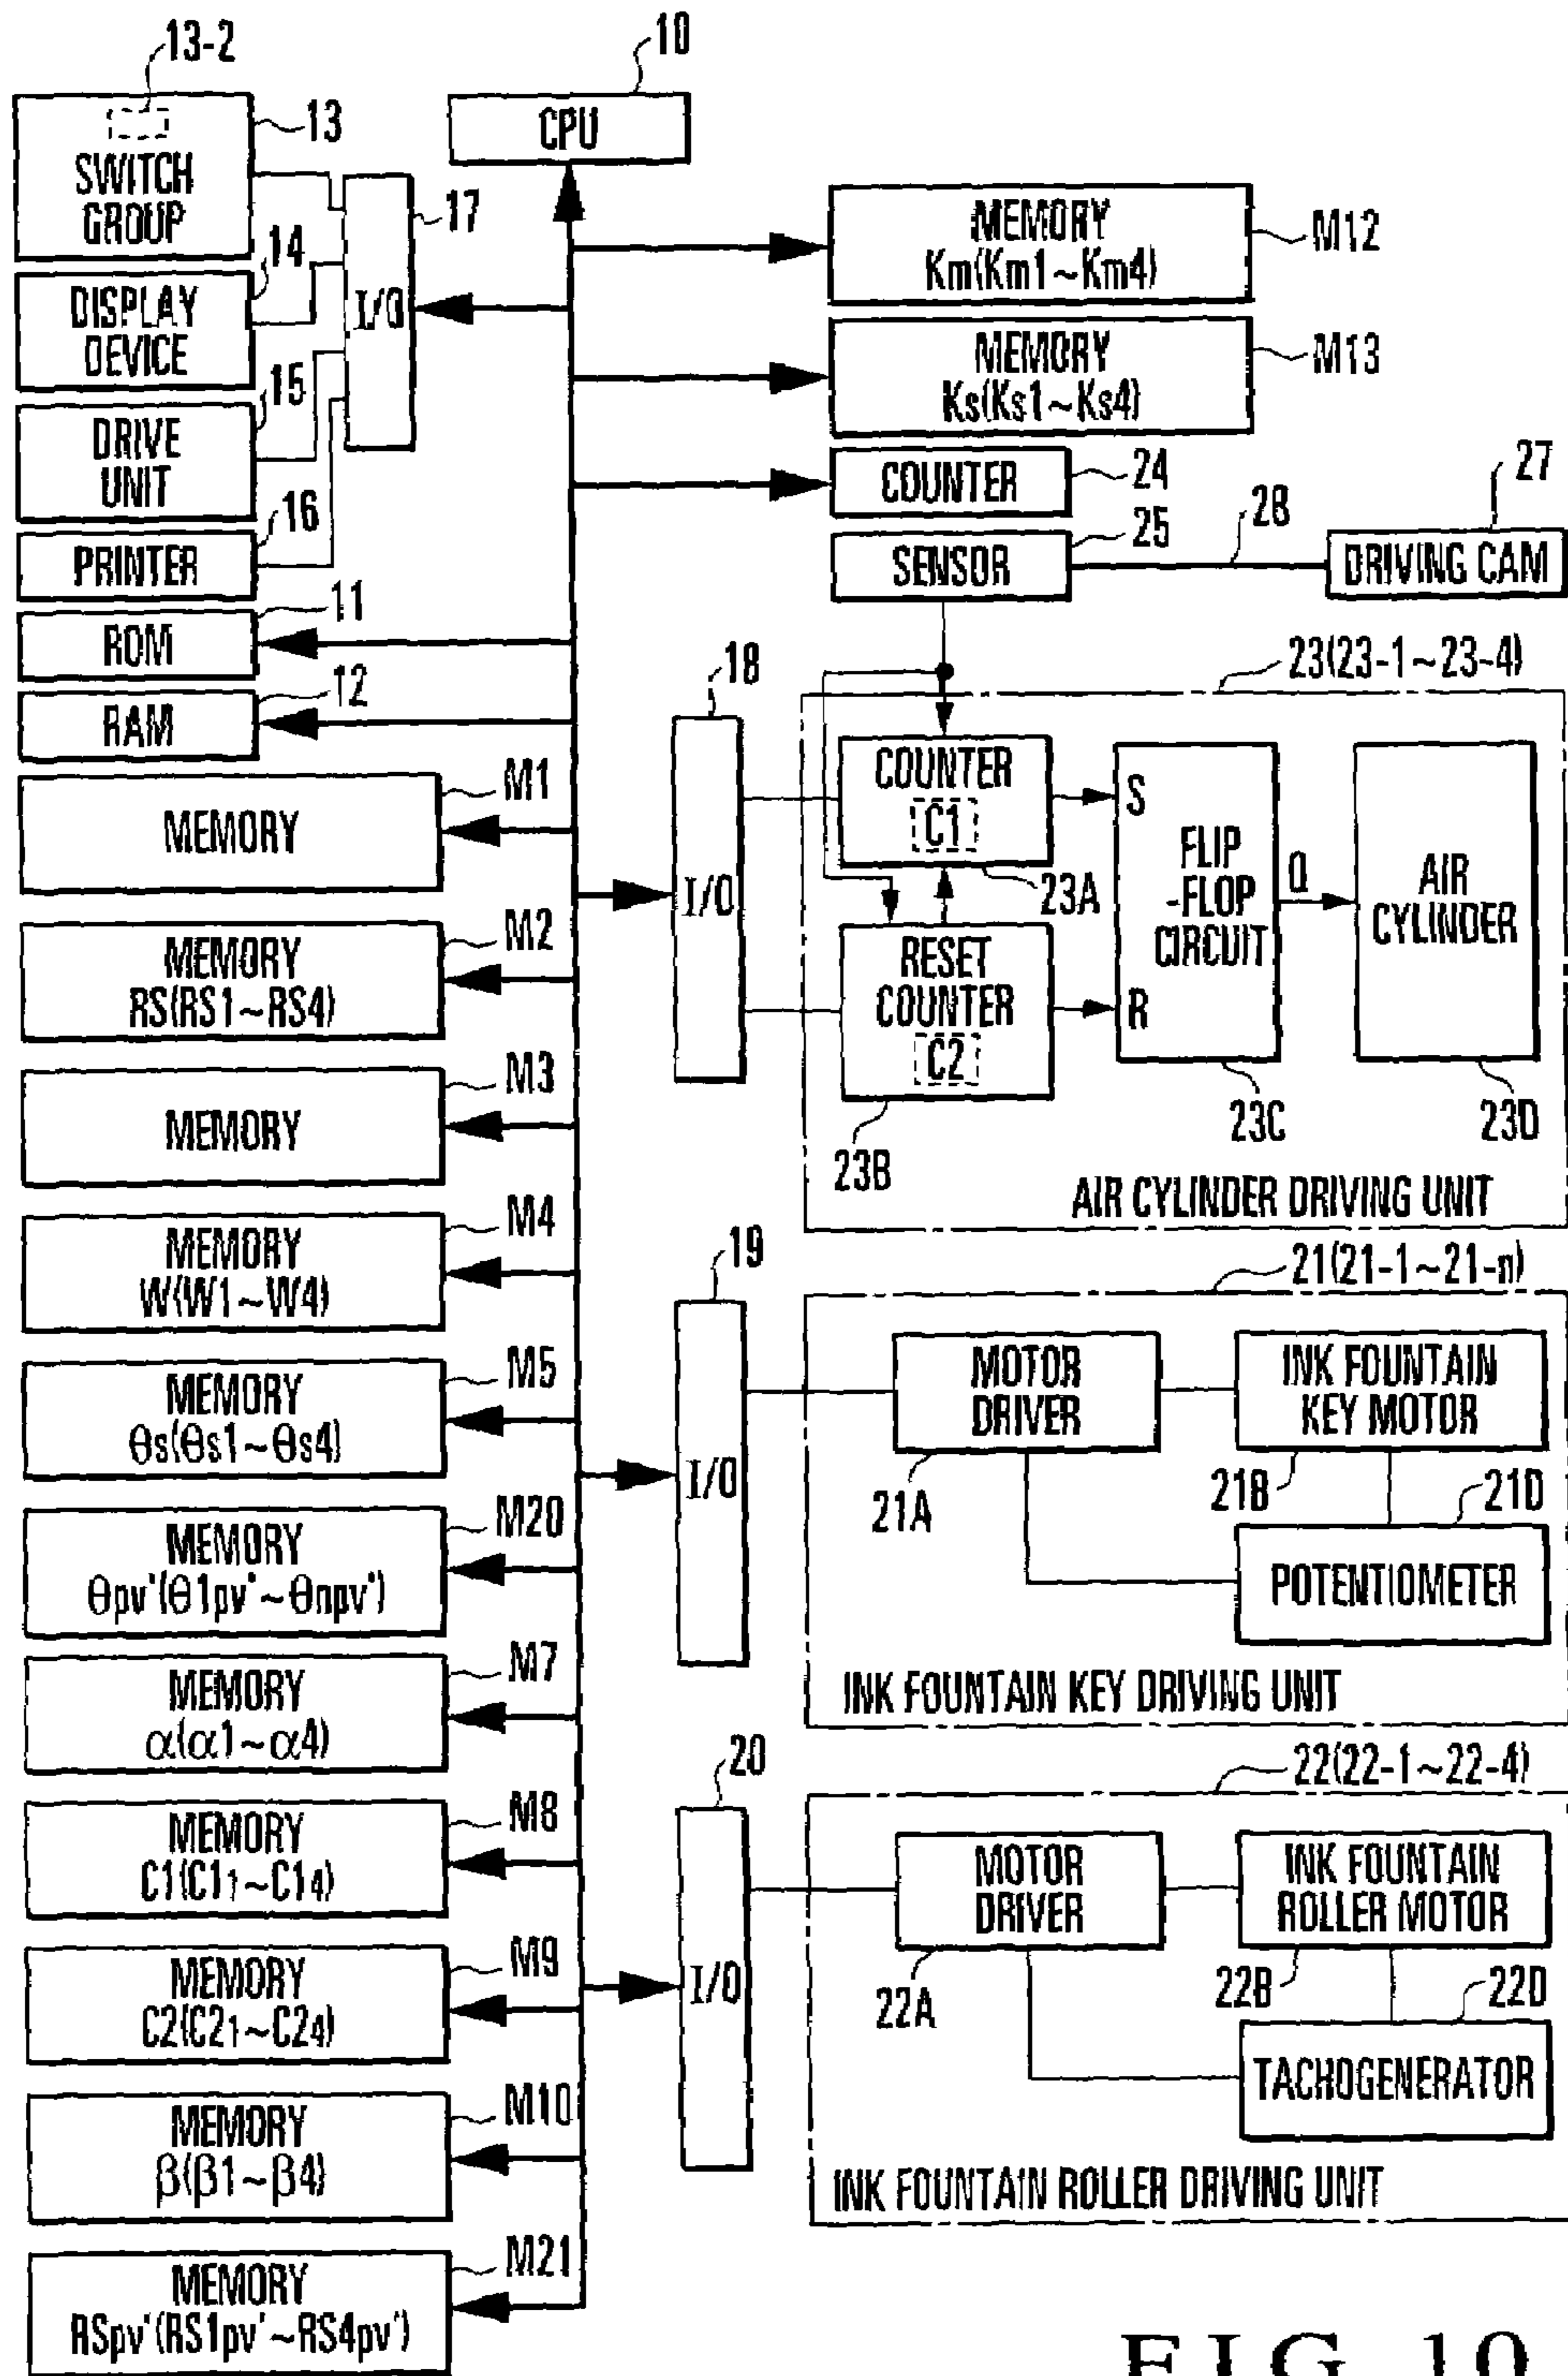 13-2
10
13
SWITCH
GROUP
CPU
17
14
DISPLAY
DEVICE
I/O
15
DRIVE
UNIT
16
PRINTER
11
ROM
12
RAM
M1
MEMORY
M2
MEMORY
RS(RS1~RS4)
M3
MEMORY
M4
MEMORY
W(W1~W4)
M5
MEMORY
θs(θs1~θs4)
M20
MEMORY
θpv'(θ1pv'~θnpv')
M7
MEMORY
α(α1~α4)
M8
MEMORY
C1(C11~C14)
M9
MEMORY
C2(C21~C24)
M10
MEMORY
β(β1~β4)
M21
MEMORY
RSpv'(RS1pv'~RS4pv')
MEMORY
Km(Km1~Km4)
M12
MEMORY
Ks(Ks1~Ks4)
M13
COUNTER
24
SENSOR
25
28
27
DRIVING CAM
18
I/O
23(23-1~23-4)
COUNTER
C1
23A
RESET
COUNTER
C2
23B
S
R
FLIP
-FLOP
CIRCUIT
Q
23C
AIR
CYLINDER
23D
AIR CYLINDER DRIVING UNIT
19
I/O
21(21-1~21-n)
MOTOR
DRIVER
21A
INK FOUNTAIN
KEY MOTOR
21B
21D
POTENTIOMETER
INK FOUNTAIN KEY DRIVING UNIT
20
I/O
22(22-1~22-4)
MOTOR
DRIVER
22A
INK FOUNTAIN
ROLLER MOTOR
22B
22D
TACHOGENERATOR
INK FOUNTAIN ROLLER DRIVING UNIT
FIG. 10